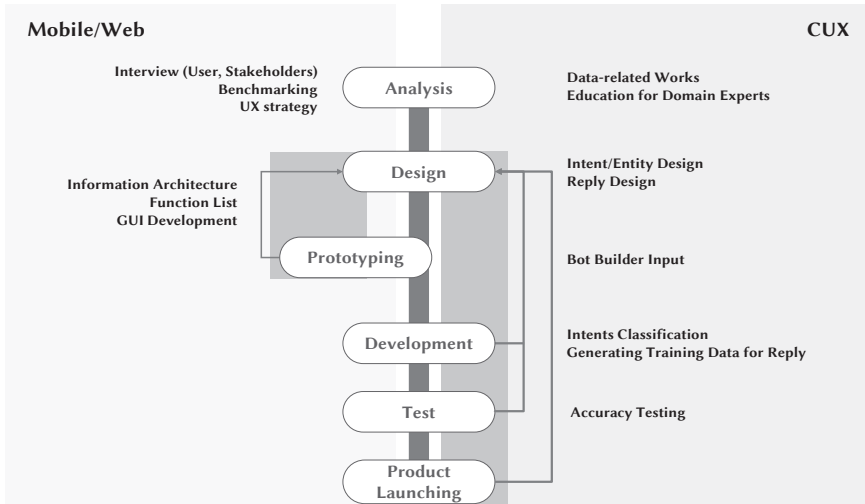 Mobile/Web
CUX
Interview (User, Stakeholders)
Benchmarking
UX strategy
Analysis
Data-related Works
Education for Domain Experts
Design
Intent/Entity Design
Reply Design
Information Architecture
Function List
GUI Development
Prototyping
Bot Builder Input
Development
Intents Classification
Generating Training Data for Reply
Test
Accuracy Testing
Product
Launching